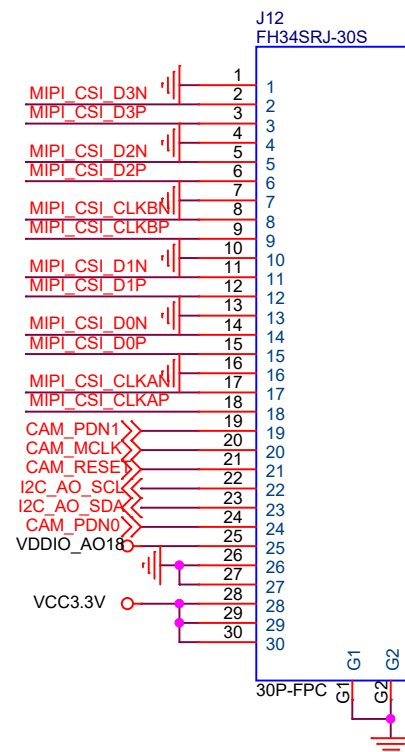 J12
FH34SRJ-30S
1 1
MIPI_CSI_D3N 2 2
MIPI_CSI_D3P 3 3
4 4
MIPI_CSI_D2N 5 5
MIPI_CSI_D2P 6 6
7 7
MIPI_CSI_CLKBN 8 8
MIPI_CSI_CLKBP 9 9
10 10
MIPI_CSI_D1N 11 11
MIPI_CSI_D1P 12 12
13 13
MIPI_CSI_D0N 14 14
MIPI_CSI_D0P 15 15
16 16
MIPI_CSI_CLKAN 17 17
MIPI_CSI_CLKAP 18 18
CAM_PDN1 19 19
CAM_MCLK 20 20
CAM_RESET 21 21
I2C_AO_SCL 22 22
I2C_AO_SDA 23 23
CAM_PDN0 24 24
VDDIO_AO18 25 25
26 26
27 27
VCC3.3V 28 28
29 29
30 30
G1 G2
30P-FPC G1 G2